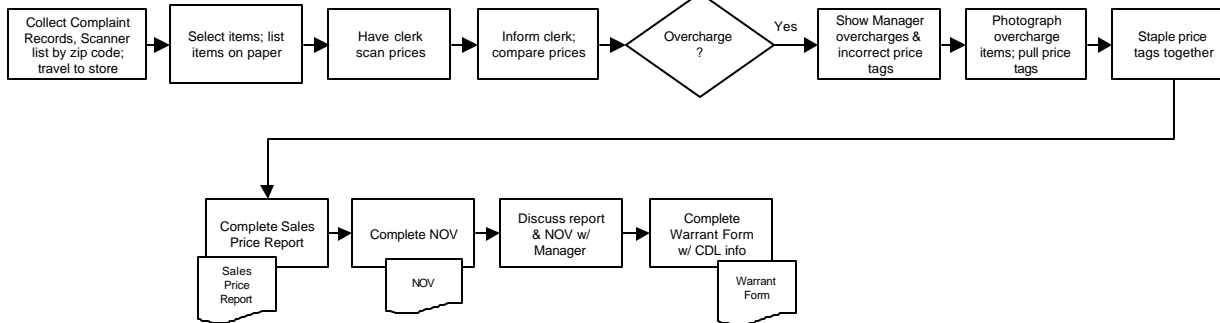 Collect Complaint
Records, Scanner
list by zip code;
travel to store
Select items; list
items on paper
Have clerk
scan prices
Inform clerk;
compare prices
Overcharge
?
Yes
Show Manager
overcharges &
incorrect price
tags
Photograph
overcharge
items; pull price
tags
Staple price
tags together
Complete Sales
Price Report
Sales
Price
Report
Complete NOV
NOV
Discuss report
& NOV w/
Manager
Complete
Warrant Form
w/ CDL info
Warrant
Form